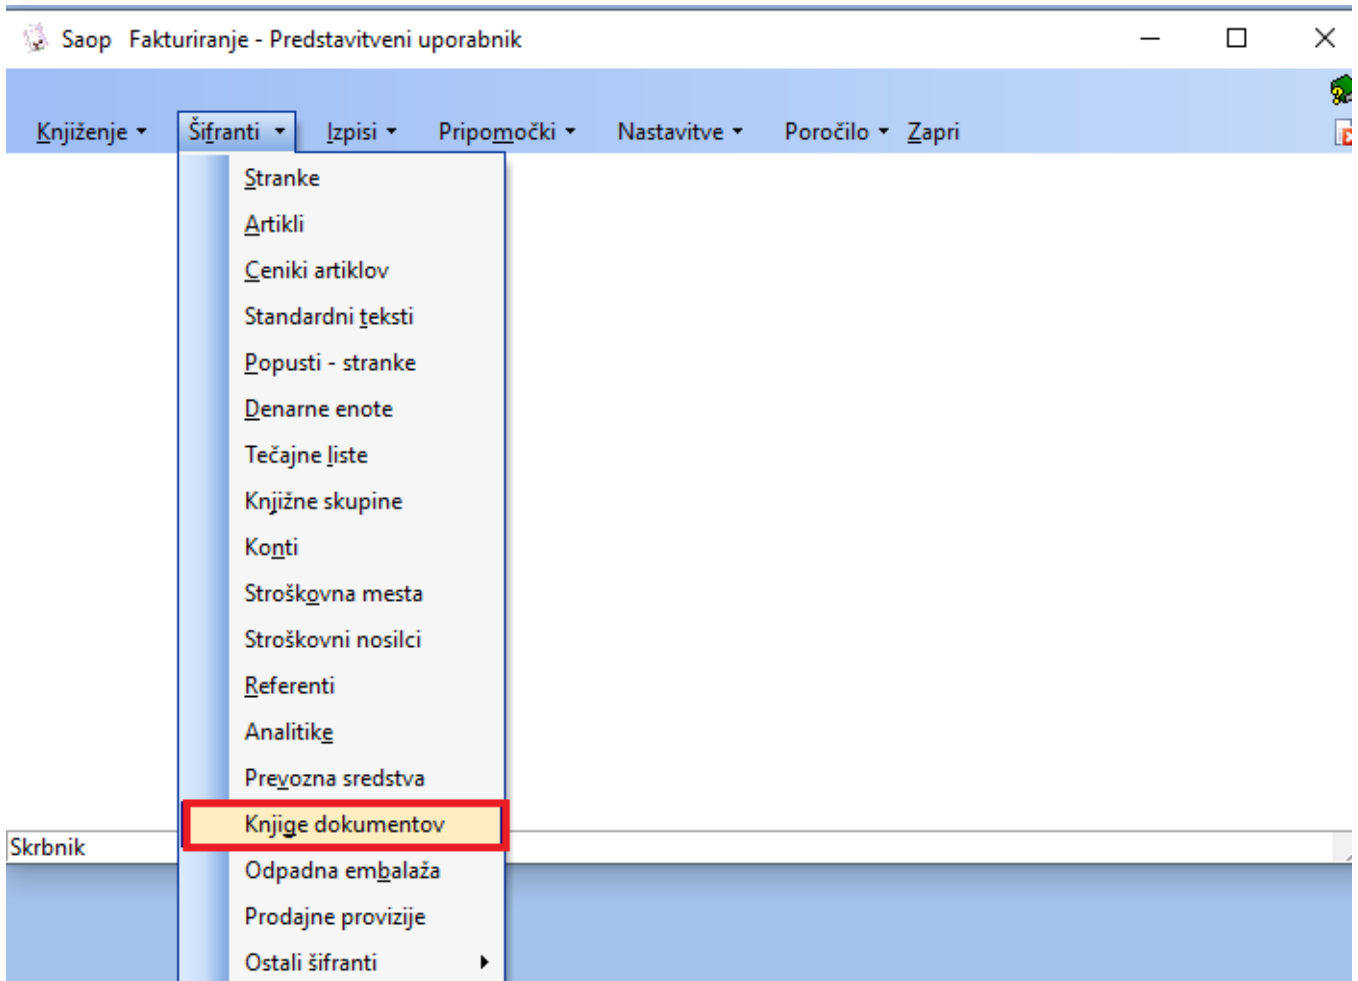 Saop Fakturiranje - Predstavitveni uporabnik
Knjiženje Šifranti Izpisi Pripomočki Nastavitve Poročilo Zapri
Stranke
Artikli
Ceniki artiklov
Standardni teksti
Popusti - stranke
Denarne enote
Tečajne liste
Knjižne skupine
Konti
Stroškovna mesta
Stroškovni nosilci
Referenti
Analitike
Prevozna sredstva
Knjige dokumentov
Skrbnik
Odpadna embalaža
Prodajne provizije
Ostali šifranti